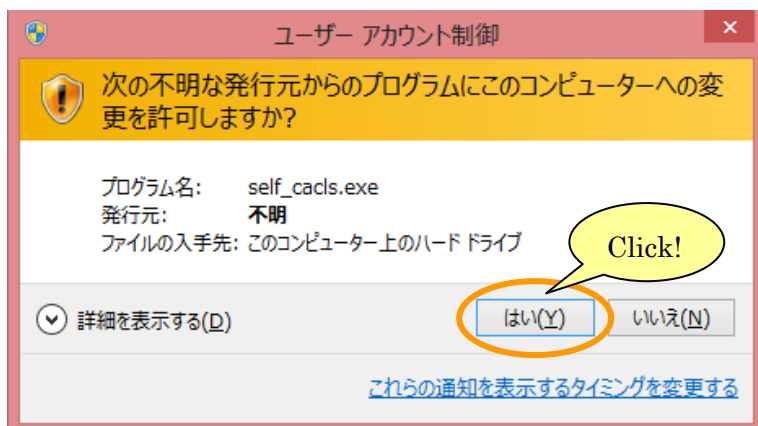 ユーザー アカウント制御
次の不明な発行元からのプログラムにこのコンピューターへの変
更を許可しますか?
プログラム名: self_cacls.exe
発行元: 不明
ファイルの入手先: このコンピューター上のハード ドライブ
Click!
詳細を表示する(D)
はい(Y)
いいえ(N)
これらの通知を表示するタイミングを変更する